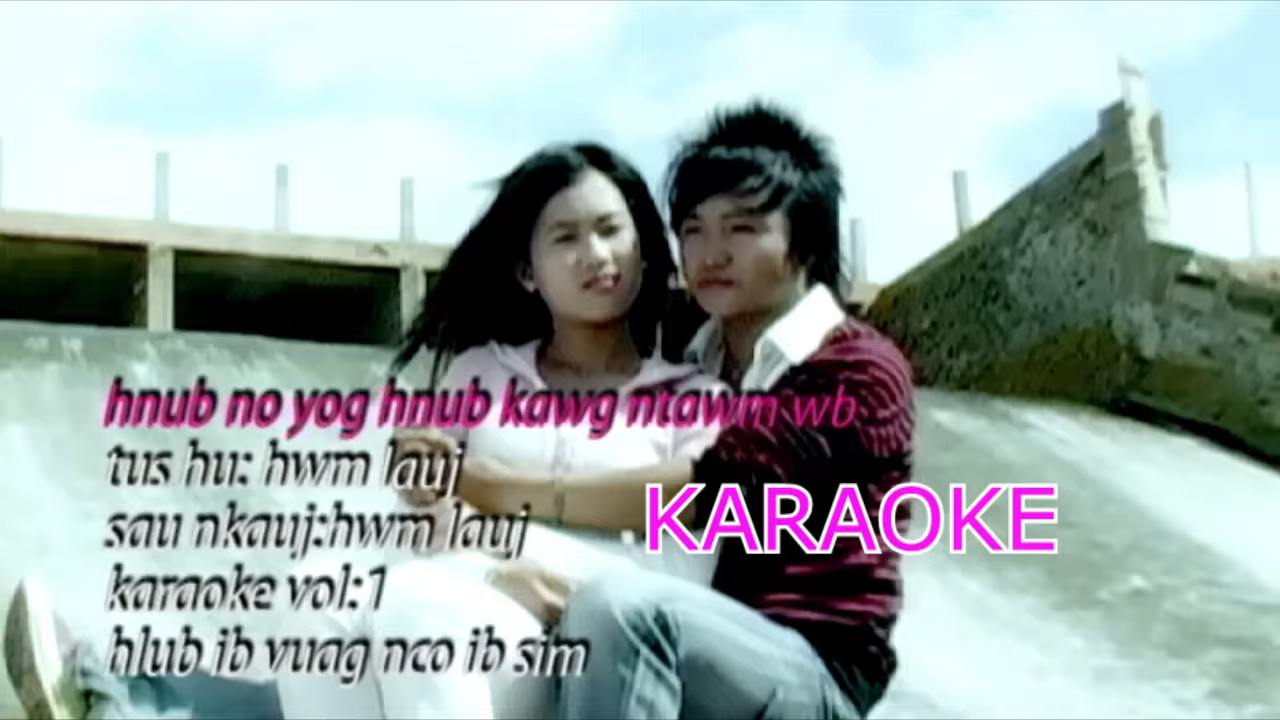 hnub no yog hnub kawg ntawm wb
tus hu: hwm lauj
sau nkauj:hwm lauj
KARAOKE
karaoke vol:1
hlub ib vuag nco ib sim